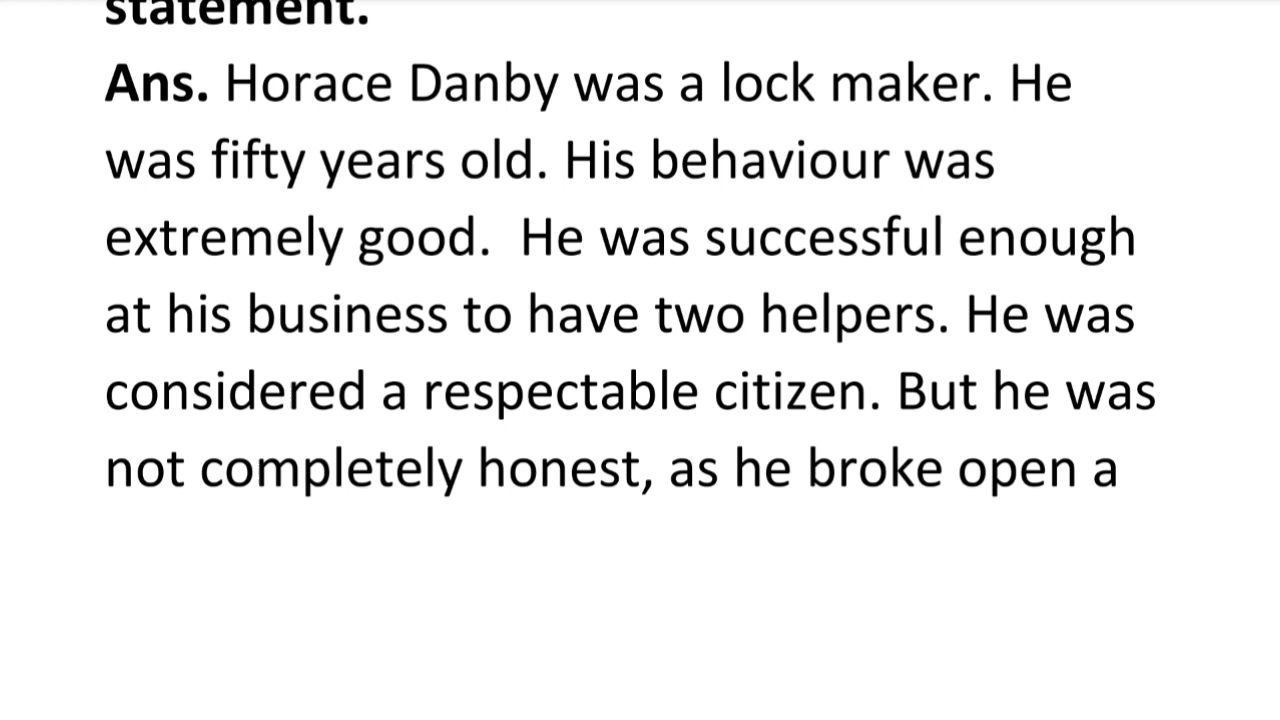 statement.
Ans. Horace Danby was a lock maker. He
was fifty years old. His behaviour was
extremely good.  He was successful enough
at his business to have two helpers. He was
considered a respectable citizen. But he was
not completely honest, as he broke open a